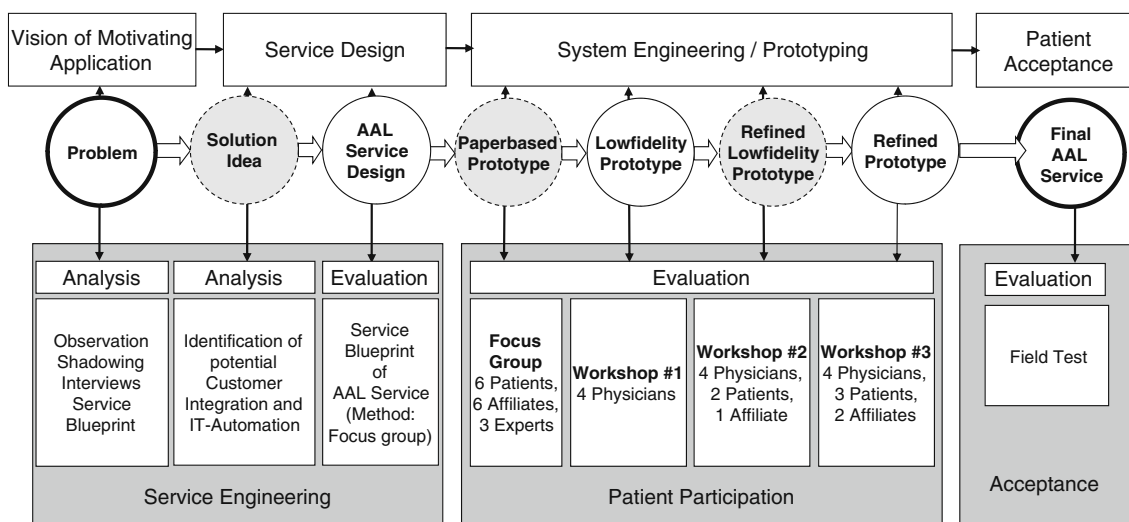 Vision of Motivating
Application
Service Design
System Engineering / Prototyping
Patient
Acceptance
Problem
Solution
Idea
AAL
Service
Design
Paperbased
Prototype
Lowfidelity
Prototype
Refined
Lowfidelity
Prototype
Refined
Prototype
Final
AAL
Service
Analysis
Observation
Shadowing
Interviews
Service
Blueprint
Analysis
Identification of
potential
Customer
Integration and
IT-Automation
Evaluation
Service
Blueprint
of
AAL Service
(Method:
Focus group)
Service Engineering
Evaluation
Focus
Group
6 Patients,
6 Affiliates,
3 Experts
Workshop #1
4 Physicians
Workshop #2
4 Physicians,
2 Patients,
1 Affiliate
Workshop #3
4 Physicians,
3 Patients,
2 Affiliates
Patient Participation
Evaluation
Field Test
Acceptance